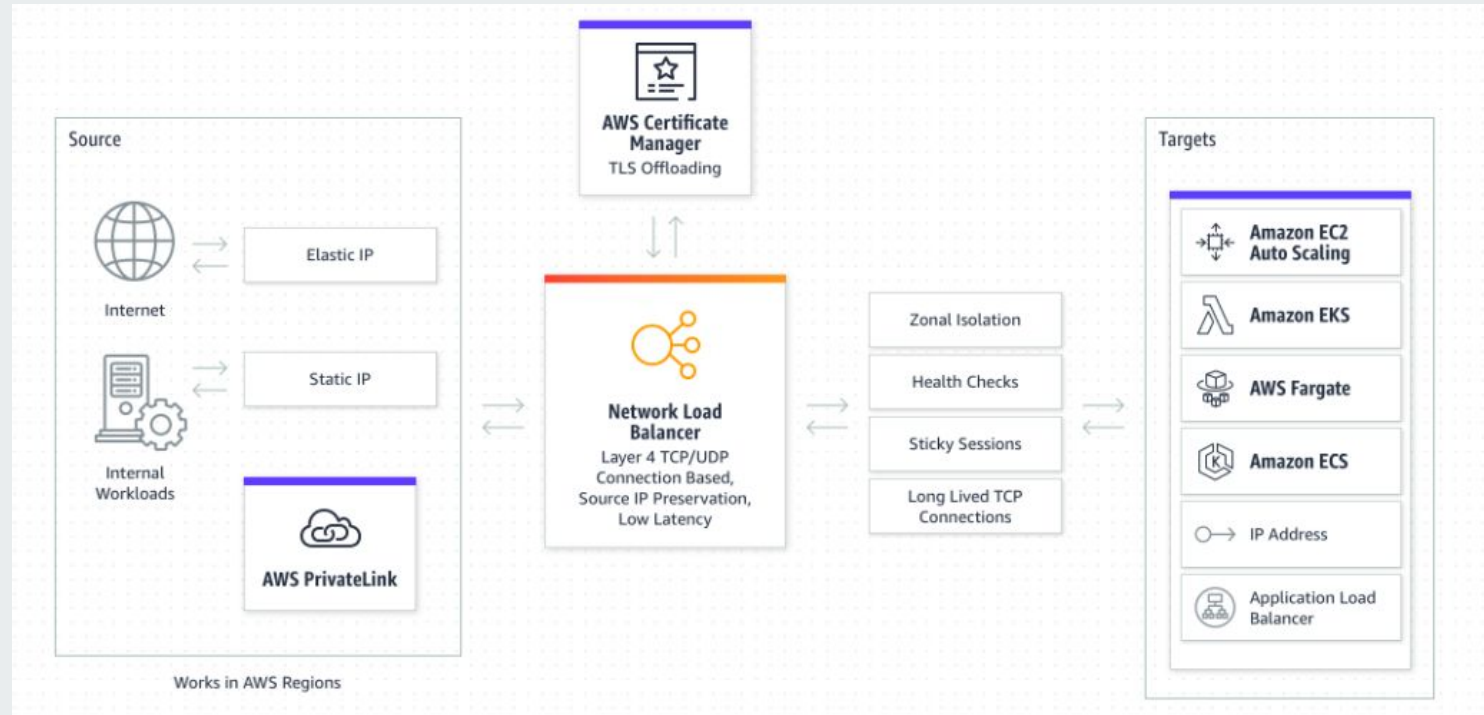 AWS Certificate
Manager
TLS Offloading
Source
Internet
Elastic IP
Internal
Workloads
Static IP
AWS PrivateLink
Works in AWS Regions
Network Load
Balancer
Layer 4 TCP/UDP
Connection Based,
Source IP Preservation,
Low Latency
Zonal Isolation
Health Checks
Sticky Sessions
Long Lived TCP
Connections
Targets
Amazon EC2
Auto Scaling
Amazon EKS
AWS Fargate
K
Amazon ECS
IP Address
Application Load
Balancer